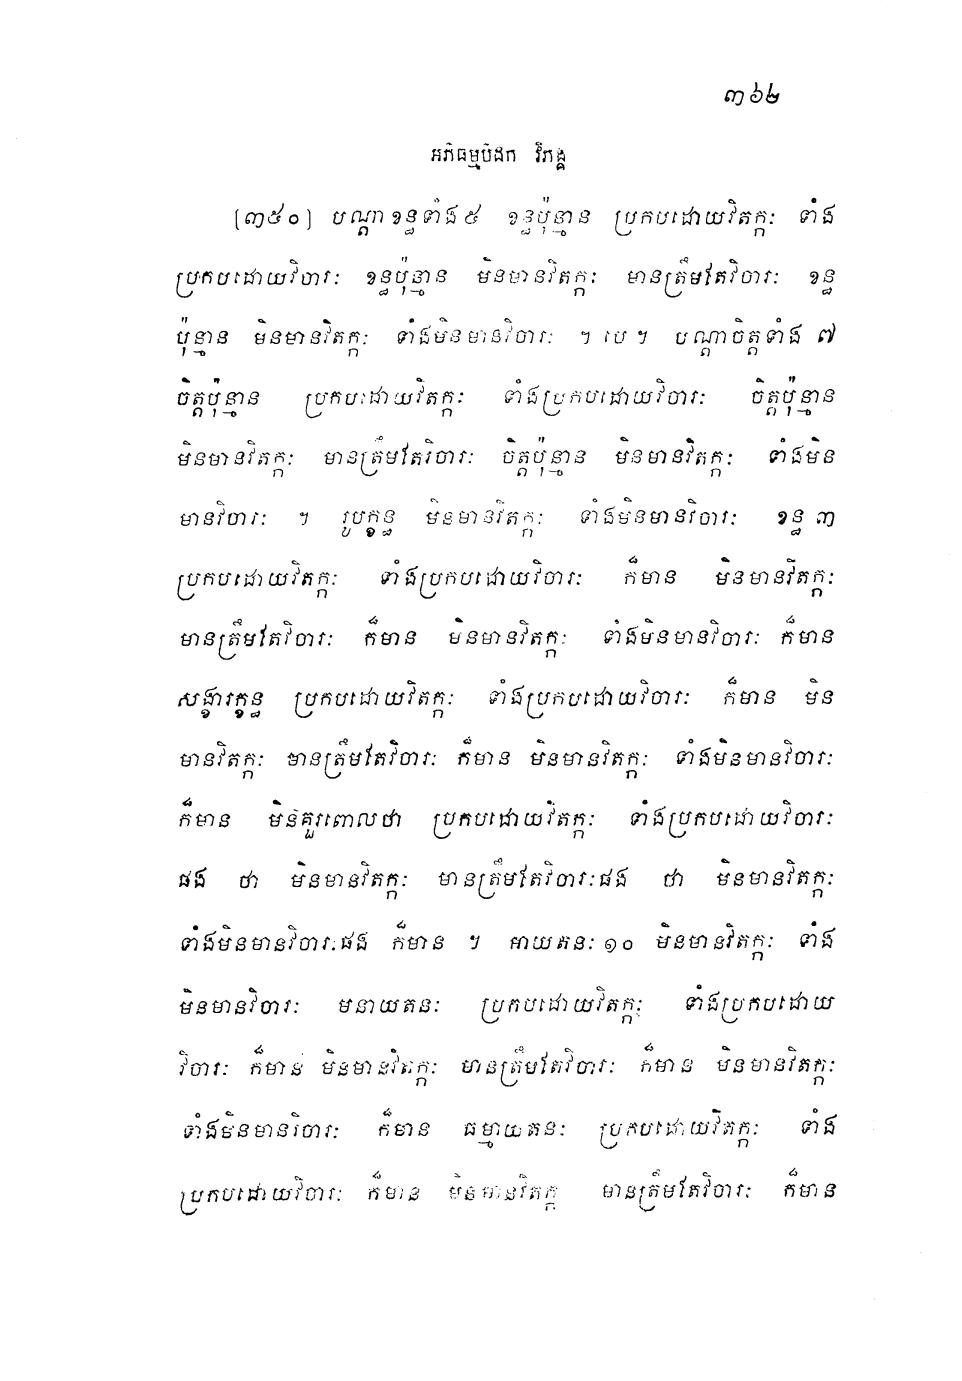 ៣៦២
អភិធម្មបិដក វិភង្គ
(៣៥០) បណ្តាខន្ធទាំង៥ ខន្ធប៉ុន្មាន ប្រកបដោយវិតក្កៈ ទាំង
ប្រកបដោយវិចារៈ ខន្ធប៉ុន្មាន មិនមានវិតក្កៈ មានត្រឹមតែវិចារៈ ខន្ធ
ប៉ុន្មាន មិនមានវិតក្កៈ ទាំងមិនមានវិចារៈ ។ បេ ។ បណ្តាចិត្តទាំង ៧
ចិត្តប៉ុន្មាន ប្រកបដោយវិតក្កៈ ទាំងប្រកបដោយវិចារៈ ចិត្តប៉ុន្មាន
មិនមានវិតក្កៈ មានត្រឹមតែវិចារៈ ចិត្តប៉ុន្មាន មិនមានវិតក្កៈ ទាំងមិន
មានវិចារៈ ។ រូបក្ខន្ធ មិនមានវិតក្កៈ ទាំងមិនមានវិចារៈ ខន្ធ ៣
ប្រកបដោយវិតក្កៈ ទាំងប្រកបដោយវិចារៈ ក៏មាន មិនមានវិតក្កៈ
មានត្រឹមតែវិចារៈ ក៏មាន មិនមានវិតក្កៈ ទាំងមិនមានវិចារៈ ក៏មាន
សង្ខារក្ខន្ធ ប្រកបដោយវិតក្កៈ ទាំងប្រកបដោយវិចារៈ ក៏មាន មិន
មានវិតក្កៈ មានត្រឹមតែវិចារៈ ក៏មាន មិនមានវិតក្កៈ ទាំងមិនមានវិចារៈ
ក៏មាន មិនគួរពោលថា ប្រកបដោយវិតក្កៈ ទាំងប្រកបដោយវិចារៈ
ផង ថា មិនមានវិតក្កៈ មានត្រឹមតែវិចារៈផង ថា មិនមានវិតក្កៈ
ទាំងមិនមានវិចារៈផង ក៏មាន ។ អាយតនៈ ១០ មិនមានវិតក្កៈ ទាំង
មិនមានវិចារៈ មនាយតនៈ ប្រកបដោយវិតក្កៈ ទាំងប្រកបដោយ
វិចារៈ ក៏មាន មិនមានវិតក្កៈ មានត្រឹមតែវិចារៈ ក៏មាន មិនមានវិតក្កៈ
ទាំងមិនមានវិចារៈ ក៏មាន ធម្មាយតនៈ ប្រកបដោយវិតក្កៈ ទាំង
ប្រកបដោយវិចារៈ ក៏មាន មិនមានវិតក្ក មានត្រឹមតែវិចារៈ ក៏មាន